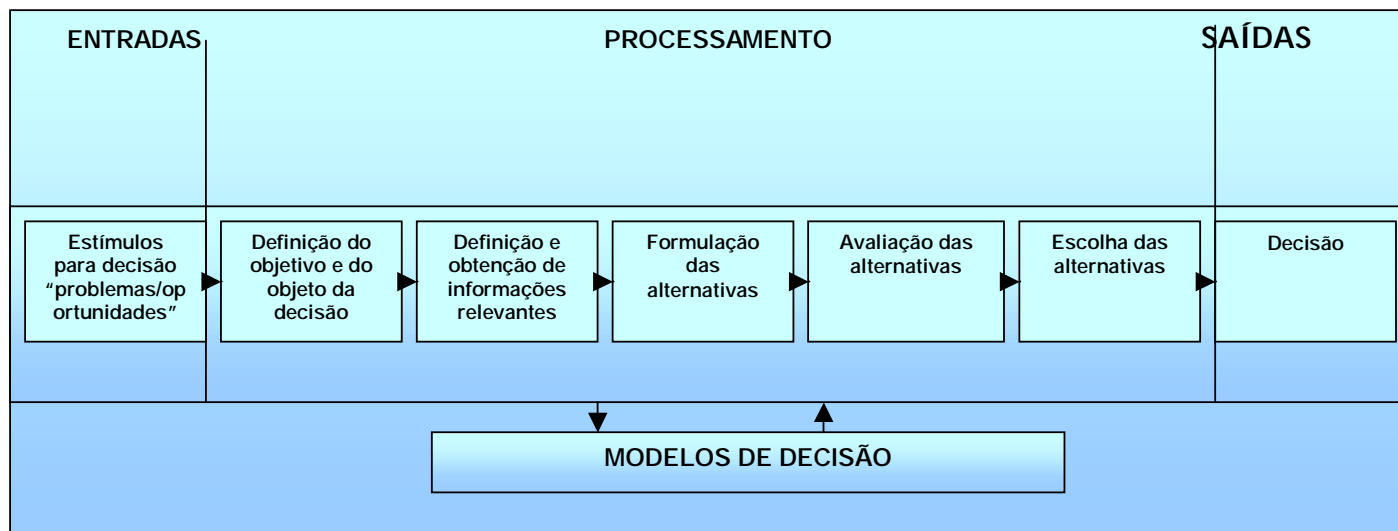 ENTRADAS
PROCESSAMENTO
SAÍDAS
Estímulos
para decisão
“problemas/op
ortunidades”
Definição do
objetivo e do
objeto da
decisão
Definição e
obtenção de
informações
relevantes
Formulação
das
alternativas
Avaliação das
alternativas
Escolha das
alternativas
Decisão
MODELOS DE DECISÃO